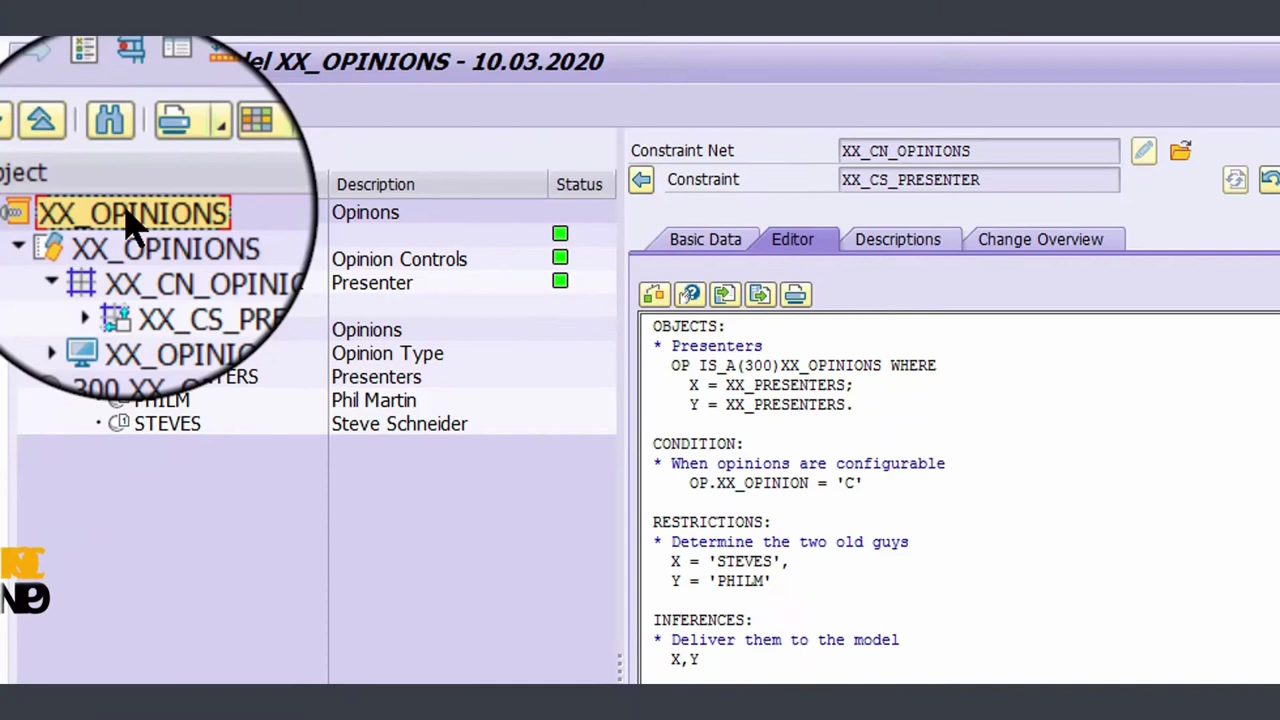 del XX_OPINIONS - 10.03.2020
Constraint Net XX_CN_OPINIONS
Constraint XX_CS_PRESENTER
bject
Description Status
XX_OPINIONS Opinons
XX_OPINIONS
XX_CN_OPINIC Opinion Controls
XX_CS_PRE Presenter
Opinions
XX_OPINIO Opinion Type
TERS Presenters
PHILM Phil Martin
STEVES Steve Schneider
Basic Data Editor Descriptions Change Overview
OBJECTS:
* Presenters
OP IS_A(300)XX_OPINIONS WHERE
X = XX_PRESENTERS;
Y = XX_PRESENTERS.
CONDITION:
* When opinions are configurable
OP.XX_OPINION = 'C'
RESTRICTIONS:
* Determine the two old guys
X = 'STEVES',
Y = 'PHILM'
INFERENCES:
* Deliver them to the model
X,Y